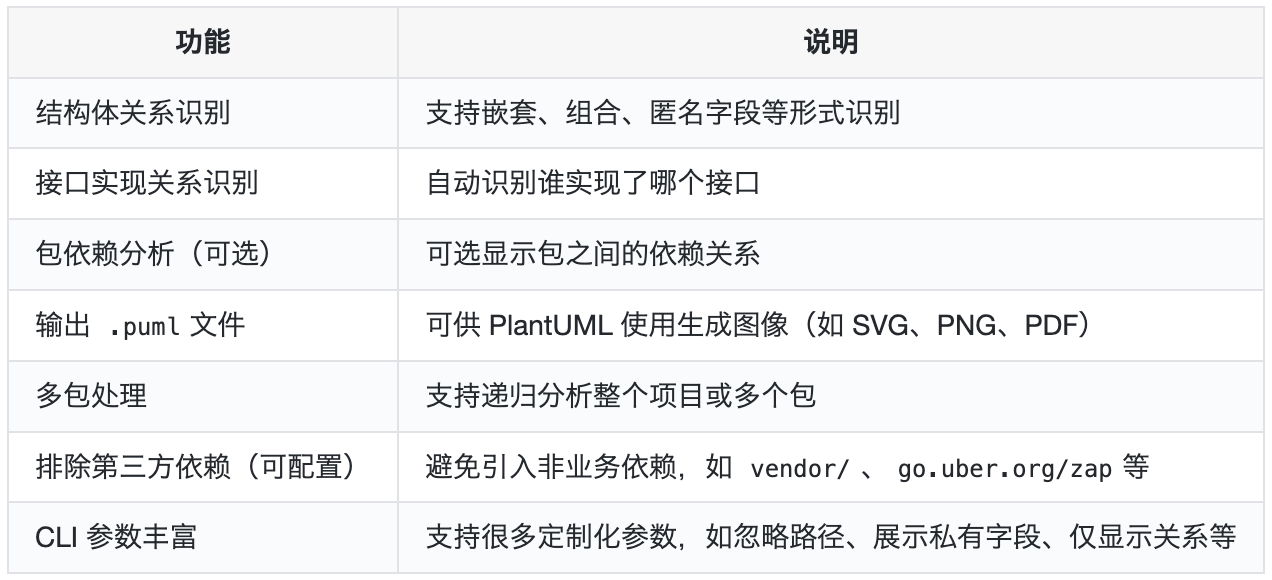 功能 说明
结构体关系识别 支持嵌套、组合、匿名字段等形式识别
接口实现关系识别 自动识别谁实现了哪个接口
包依赖分析（可选） 可选显示包之间的依赖关系
输出 .puml 文件 可供 PlantUML 使用生成图像（如 SVG、PNG、PDF）
多包处理 支持递归分析整个项目或多个包
排除第三方依赖（可配置） 避免引入非业务依赖，如 vendor/ 、 go.uber.org/zap 等
CLI 参数丰富 支持很多定制化参数，如忽略路径、展示私有字段、仅显示关系等